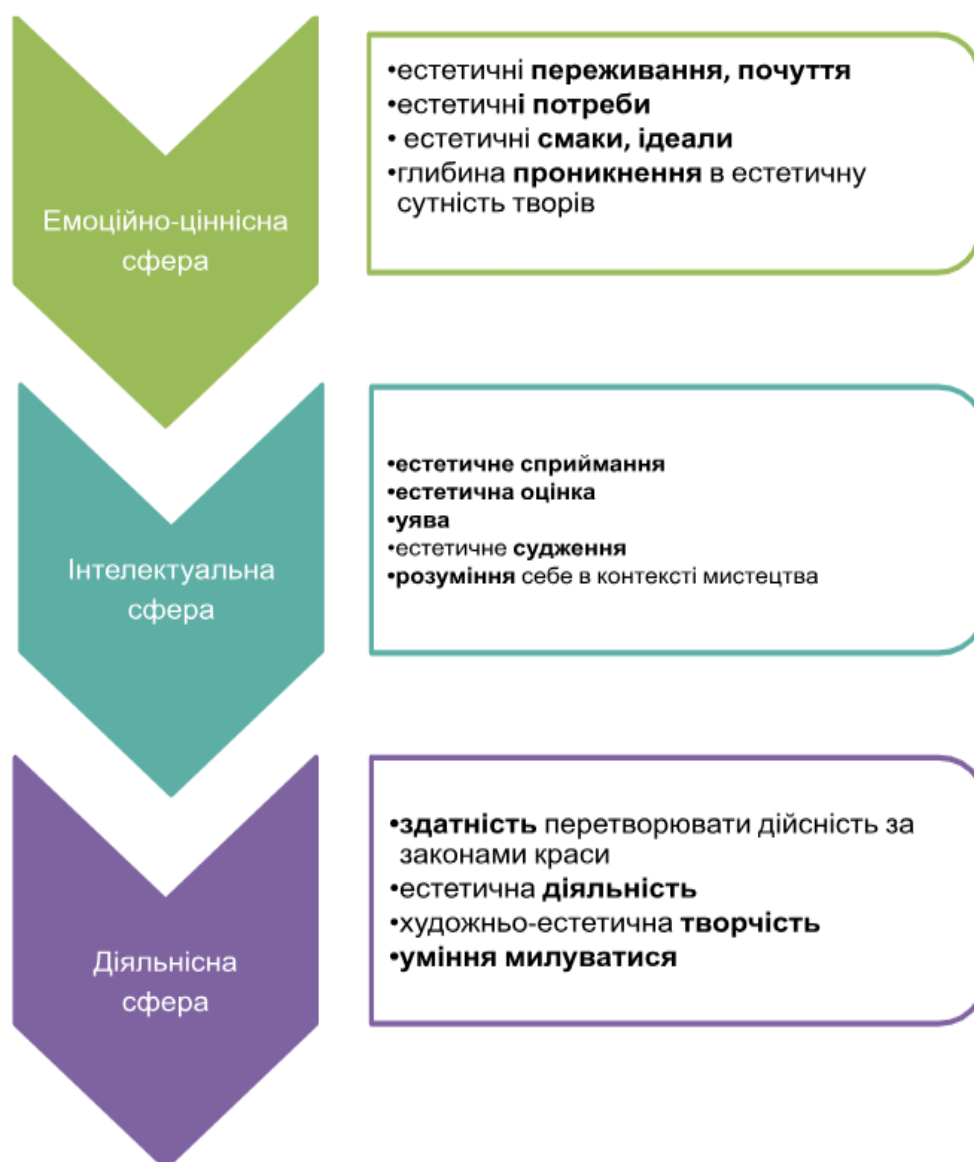 Емоційно-ціннісна
сфера
•естетичні переживання, почуття
•естетичні потреби
• естетичні смаки, ідеали
•глибина проникнення в естетичну
сутність творів
Інтелектуальна
сфера
•естетичне сприймання
•естетична оцінка
•уява
•естетичне судження
•розуміння себе в контексті мистецтва
Діяльнісна
сфера
•здатність перетворювати дійсність за
законами краси
•естетична діяльність
•художньо-естетична творчість
•уміння милуватися